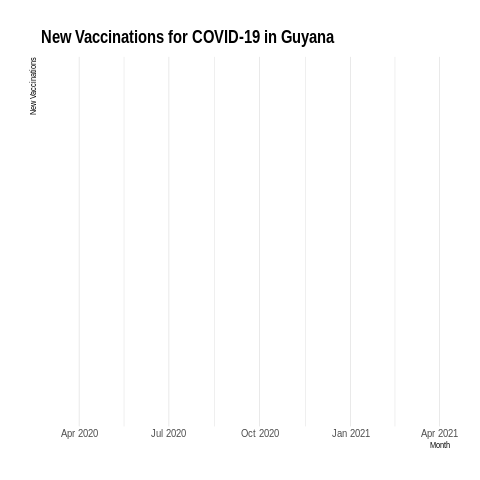 New Vaccinations for COVID-19 in Guyana
New Vaccinations
Apr 2020 Jul 2020 Oct 2020 Jan 2021 Apr 2021
Month